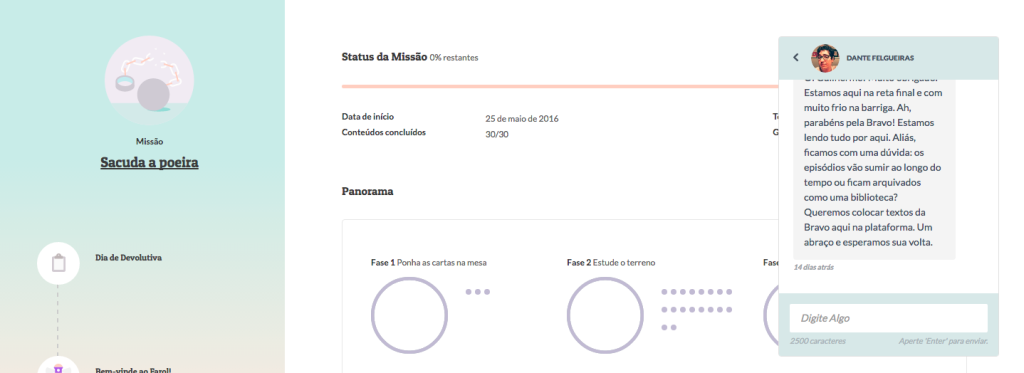 Missão
Sacuda a poeira
Dia de Devolutiva
Bem-vinde ao Farol!
Status da Missão 0% restantes
Data de início 25 de maio de 2016
Conteúdos concluídos 30/30
Panorama
Fase 1 Ponha as cartas na mesa
Fase 2 Estude o terreno
DANTE FELGUEIRAS
Estamos aqui na reta final e com
muito frio na barriga. Ah,
parabéns pela Bravo! Estamos
lendo tudo por aqui. Aliás,
ficamos com uma dúvida: os
episódios vão sumir ao longo do
tempo ou ficam arquivados
como uma biblioteca?
Queremos colocar textos da
Bravo aqui na plataforma. Um
abraço e esperamos sua volta.
14 dias atrás
Digite Algo
2500 caracteres
Aperte 'Enter' para enviar.